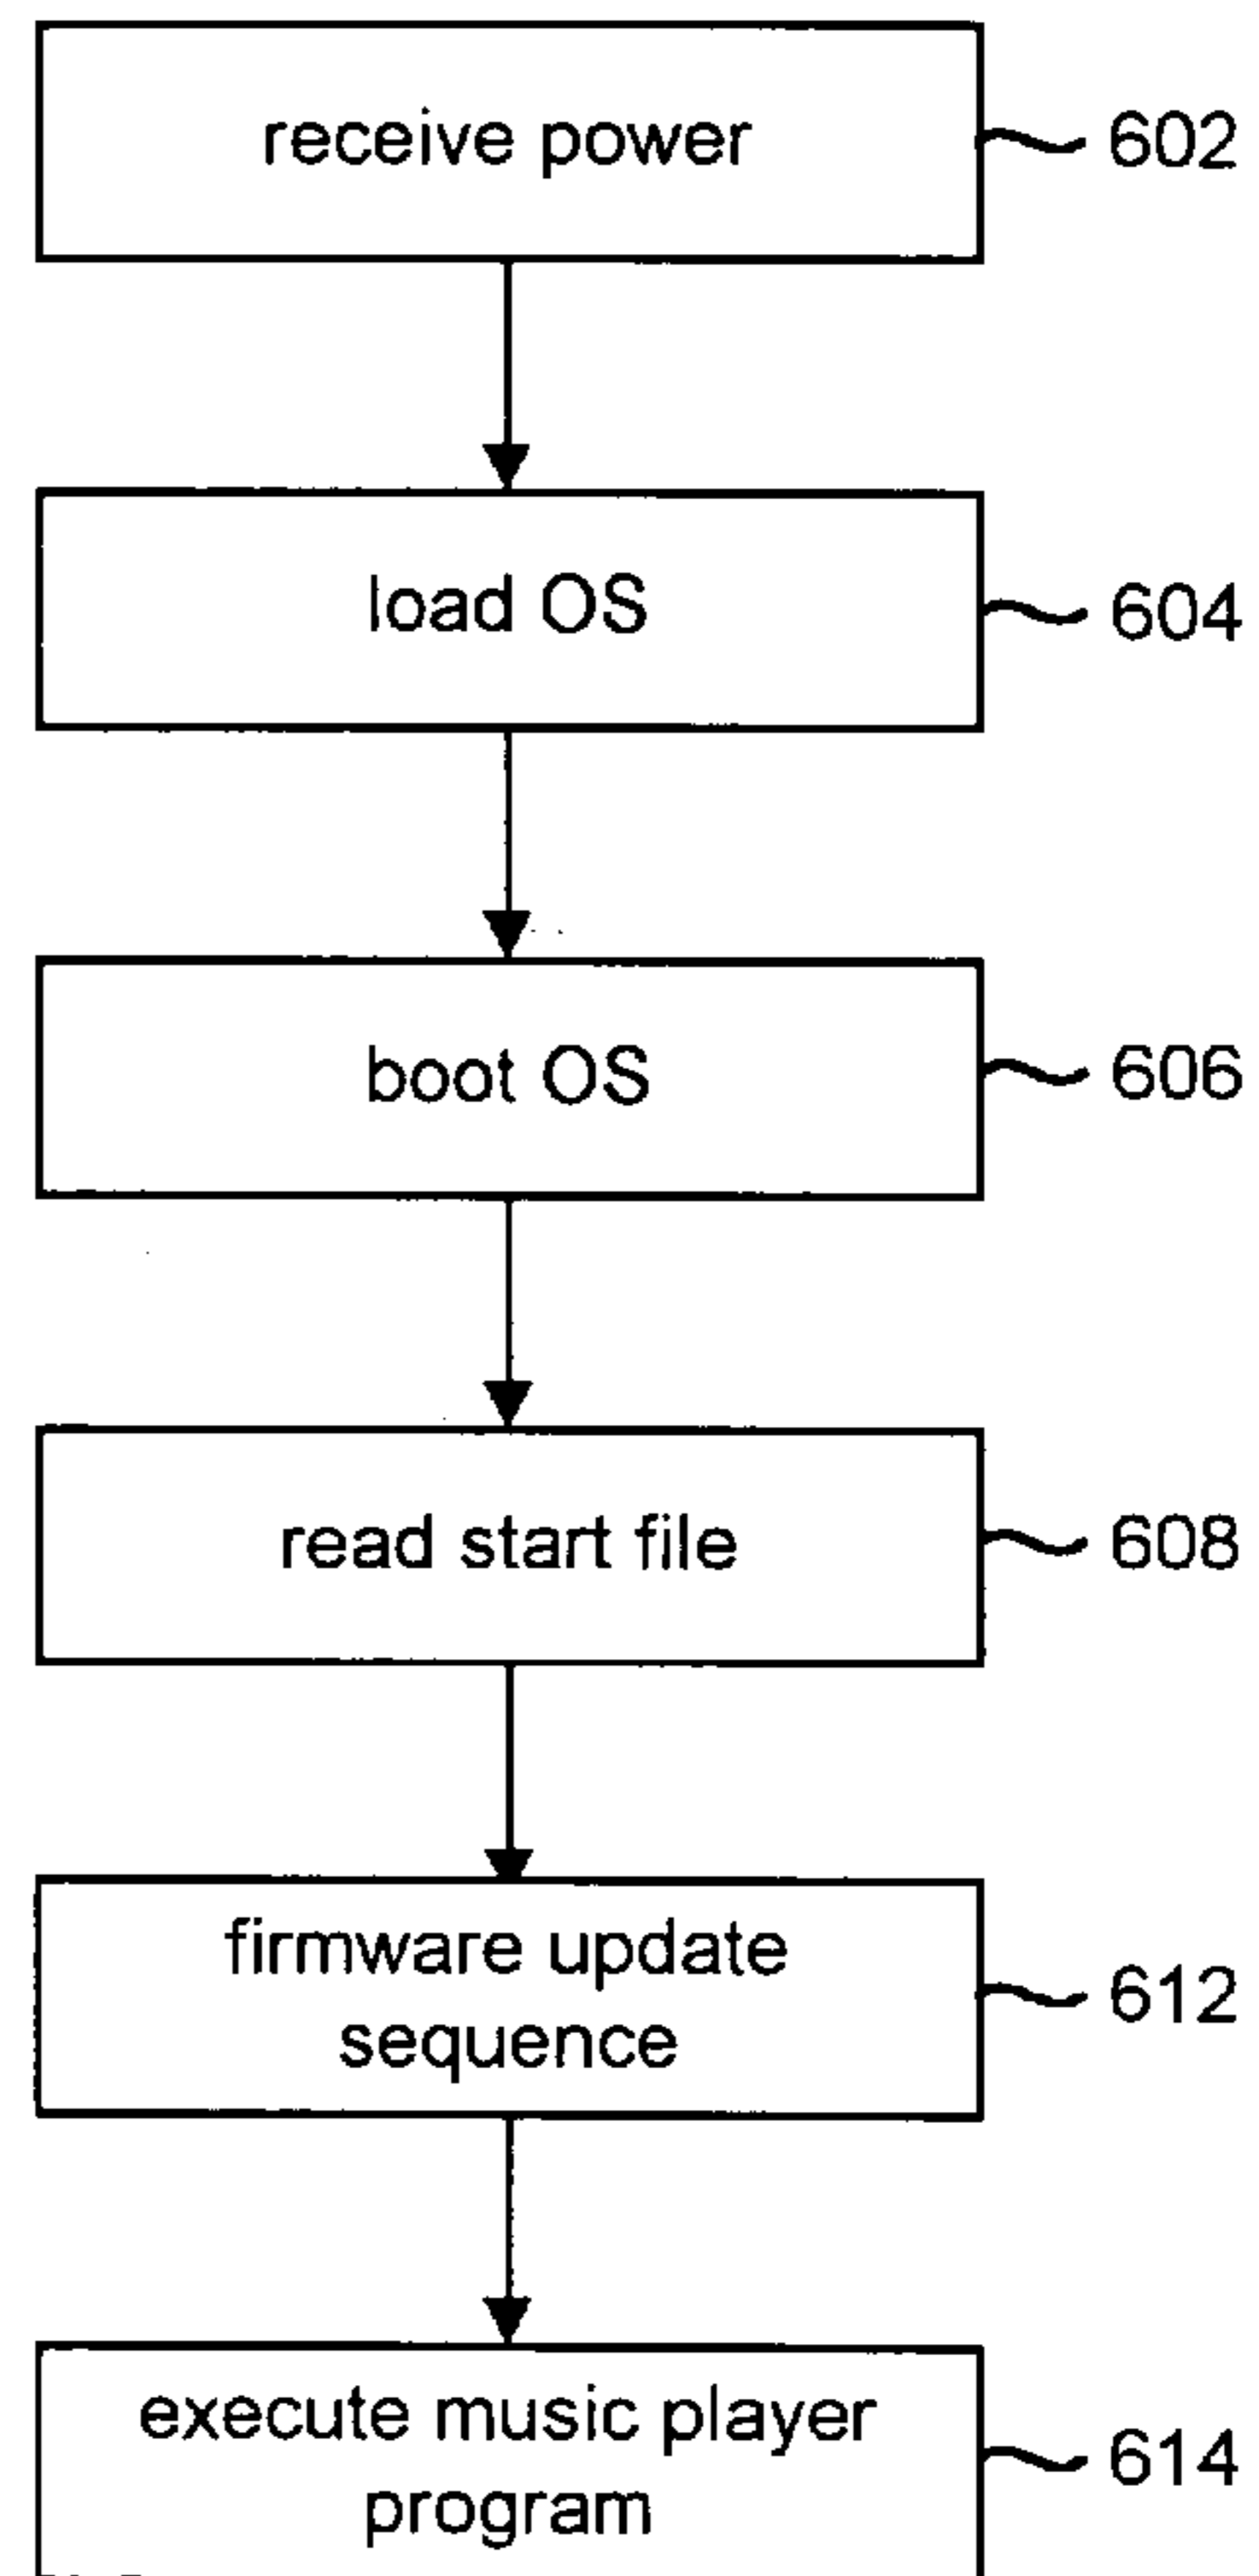 receive power
602
load OS
604
boot OS
606
read start file
608
firmware update
sequence
612
execute music player
program
614